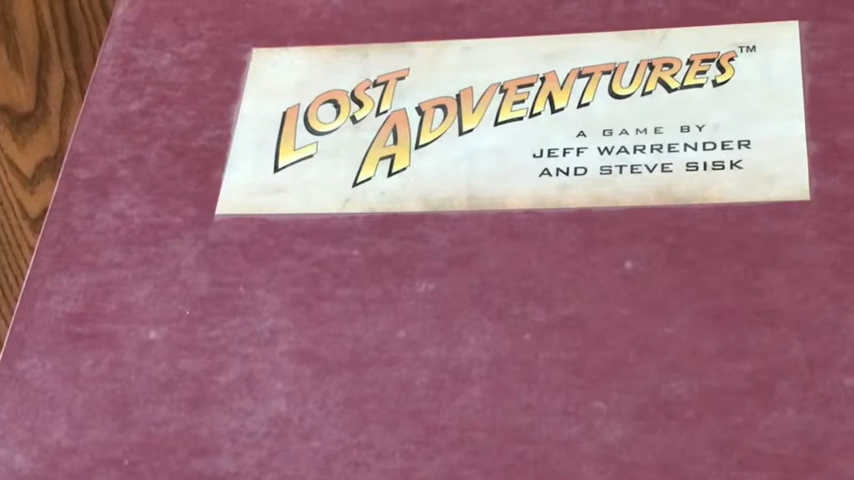 LOST ADVENTURES™
A GAME BY
JEFF WARRENDER
AND STEVE SISK